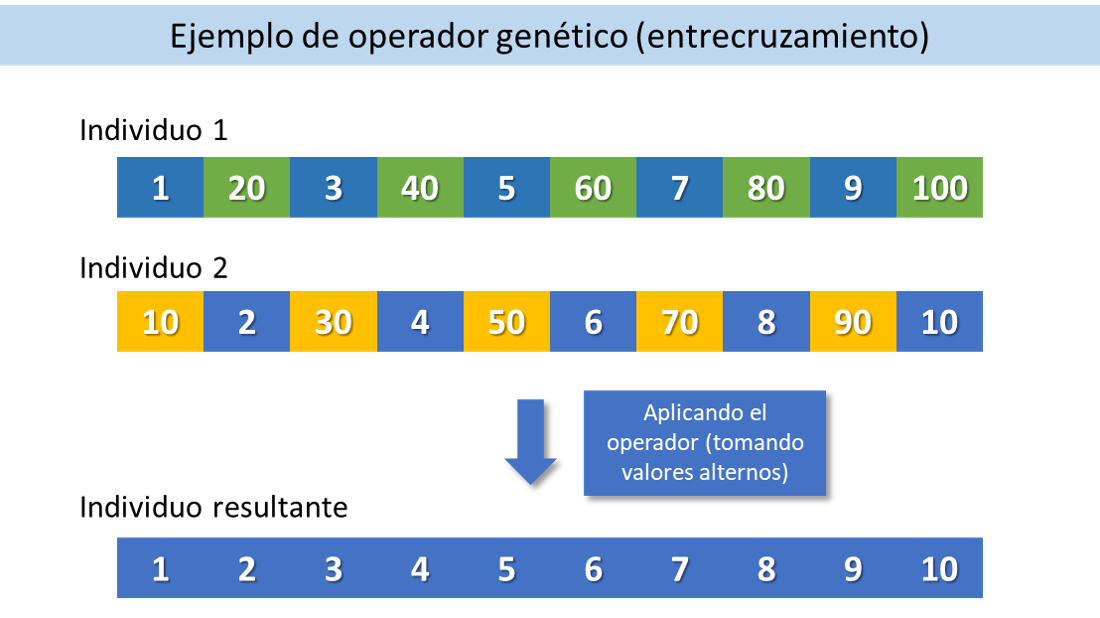 Ejemplo de operador genético (entrecruzamiento)
Individuo 1
1 20 3 40 5 60 7 80 9 100
Individuo 2
10 2 30 4 50 6 70 8 90 10
Aplicando el
operador (tomando
valores alternos)
Individuo resultante
1 2 3 4 5 6 7 8 9 10